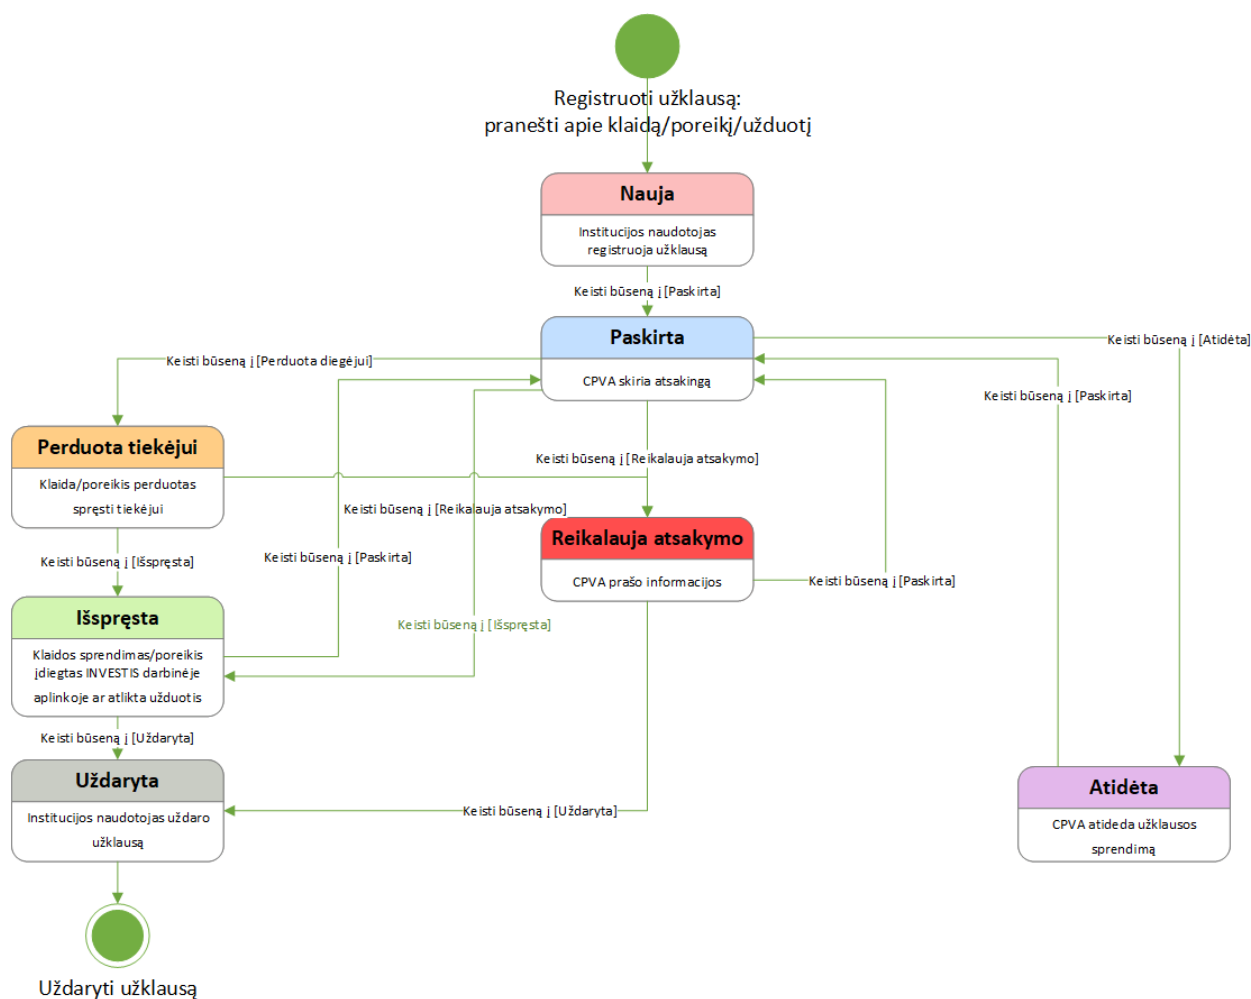 Registruoti užklausą:
pranešti apie klaidą/poreikį/užduotį
Nauja
Institucijos naudotojas
registruoja užklausą
Keisti būseną į [Paskirta]
Paskirta
CPVA skiria atsakingą
Keisti būseną į [Atidėta]
Keisti būseną į [Perduota diegėjui]
Keisti būseną į [Paskirta]
Perduota tiekėjui
Klaida/poreikis perduotas
spręsti tiekėjui
Keisti būseną į [Reikalauja atsakymo]
Keisti būseną į [Reikalauja atsakymo]
Reikalauja atsakymo
CPVA prašo informacijos
Keisti būseną į [Išspręsta]
Keisti būseną į [Paskirta]
Keisti būseną į [Paskirta]
Išspręsta
Klaidos sprendimas/poreikis
įdiegtas INVESTIS darbinėje
aplinkoje ar atlikta užduotis
Keisti būseną į [Išspręsta]
Keisti būseną į [Uždaryta]
Uždaryta
Institucijos naudotojas uždaro
užklausą
Keisti būseną į [Uždaryta]
Atidėta
CPVA atideda užklausos
sprendimą
Uždaryti užklausą